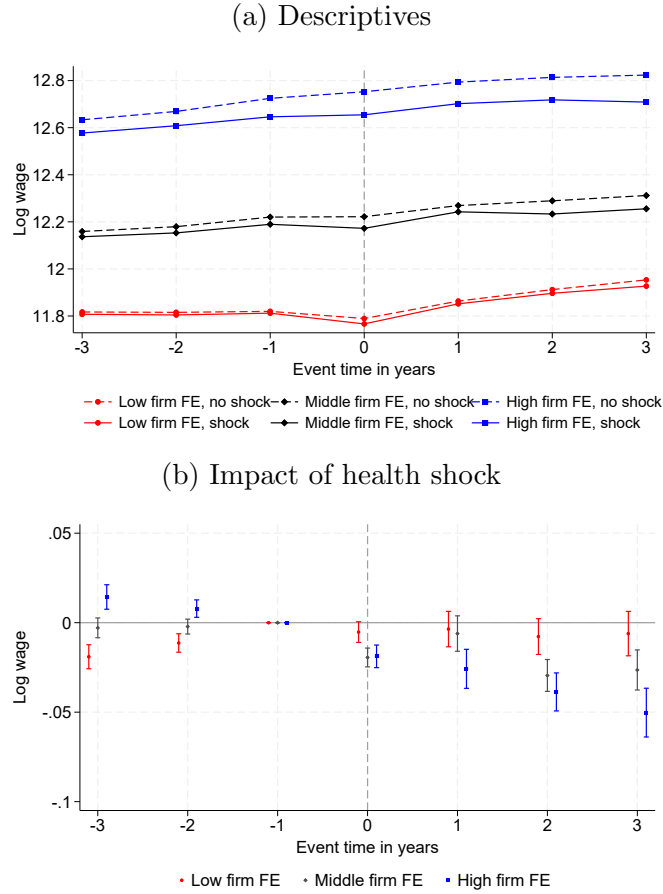 (a) Descriptives
12.8
12.6
12.4
12.2
12
11.8
Log wage
-3 -2 -1 0 1 2 3
Event time in years
Low firm FE, no shock Middle firm FE, no shock High firm FE, no shock
Low firm FE, shock Middle firm FE, shock High firm FE, shock
(b) Impact of health shock
.05
0
-.05
-.1
Log wage
-3 -2 -1 0 1 2 3
Event time in years
Low firm FE Middle firm FE High firm FE